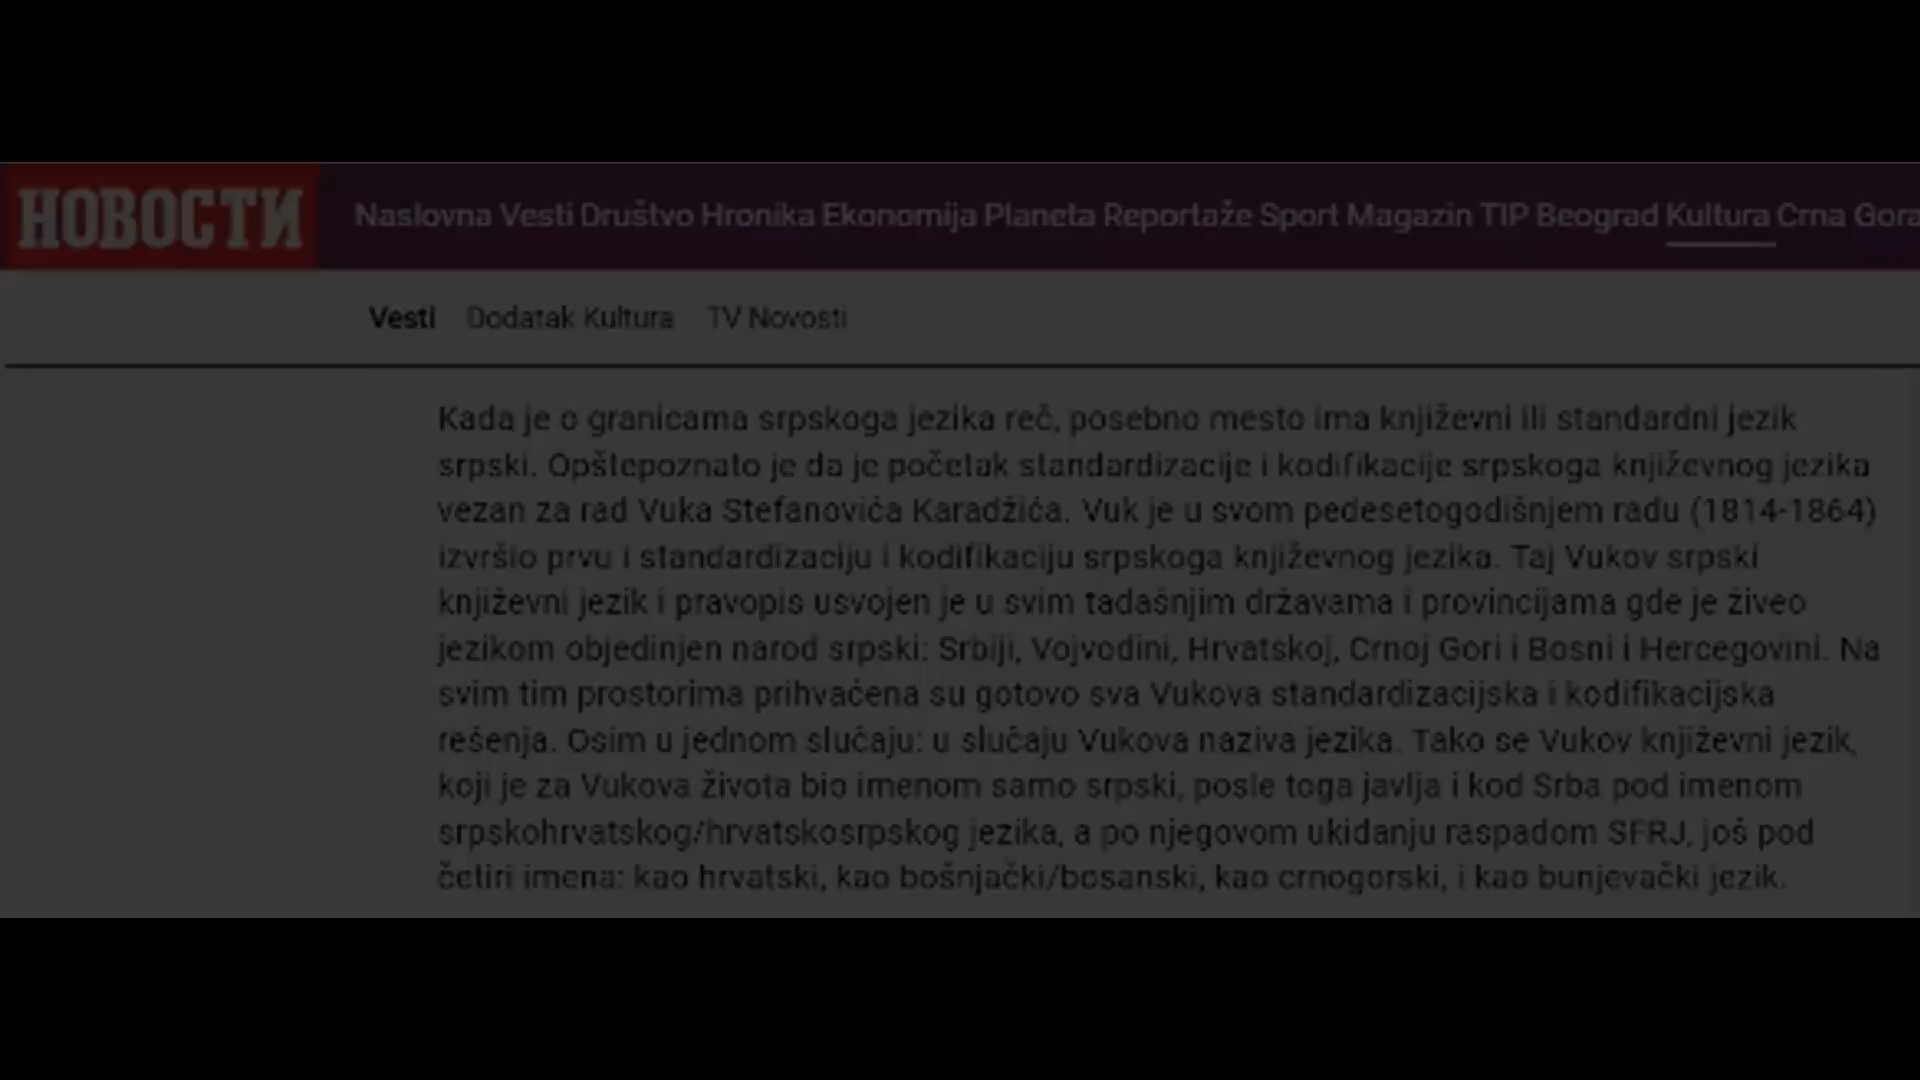 НОВОСТИ
Naslovna Vesti Društvo Hronika Ekonomija Planeta Reportaže Sport Magazin TIP Beograd Kultura Crna Gora
Vesti Dodatak Kultura TV Novosti
Kada je o granicama srpskoga jezika reč, posebno mesto ima književni ili standardni jezik
srpski. Opštepoznato je da je početak standardizacije i kodifikacije srpskoga književnog jezika
vezan za rad Vuka Stefanovića Karadžića. Vuk je u svom pedesetogodišnjem radu (1814-1864)
izvršio prvu i standardizaciju i kodifikaciju srpskoga književnog jezika. Taj Vukov srpski
književni jezik i pravopis usvojen je u svim tadašnjim državama i provincijama gde je živeo
jezikom objedinjen narod srpski: Srbiji, Vojvodini, Hrvatskoj, Crnoj Gori i Bosni i Hercegovini. Na
svim tim prostorima prihvaćena su gotovo sva Vukova standardizacijska i kodifikacijska
rešenja. Osim u jednom slučaju: u slučaju Vukova naziva jezika. Tako se Vukov književni jezik,
koji je za Vukova života bio imenom samo srpski, posle toga javlja i kod Srba pod imenom
srpskohrvatskog/hrvatskosrpskog jezika, a po njegovom ukidanju raspadom SFRJ, još pod
četiri imena: kao hrvatski, kao bošnjački/bosanski, kao crnogorski, i kao bunjevački jezik.